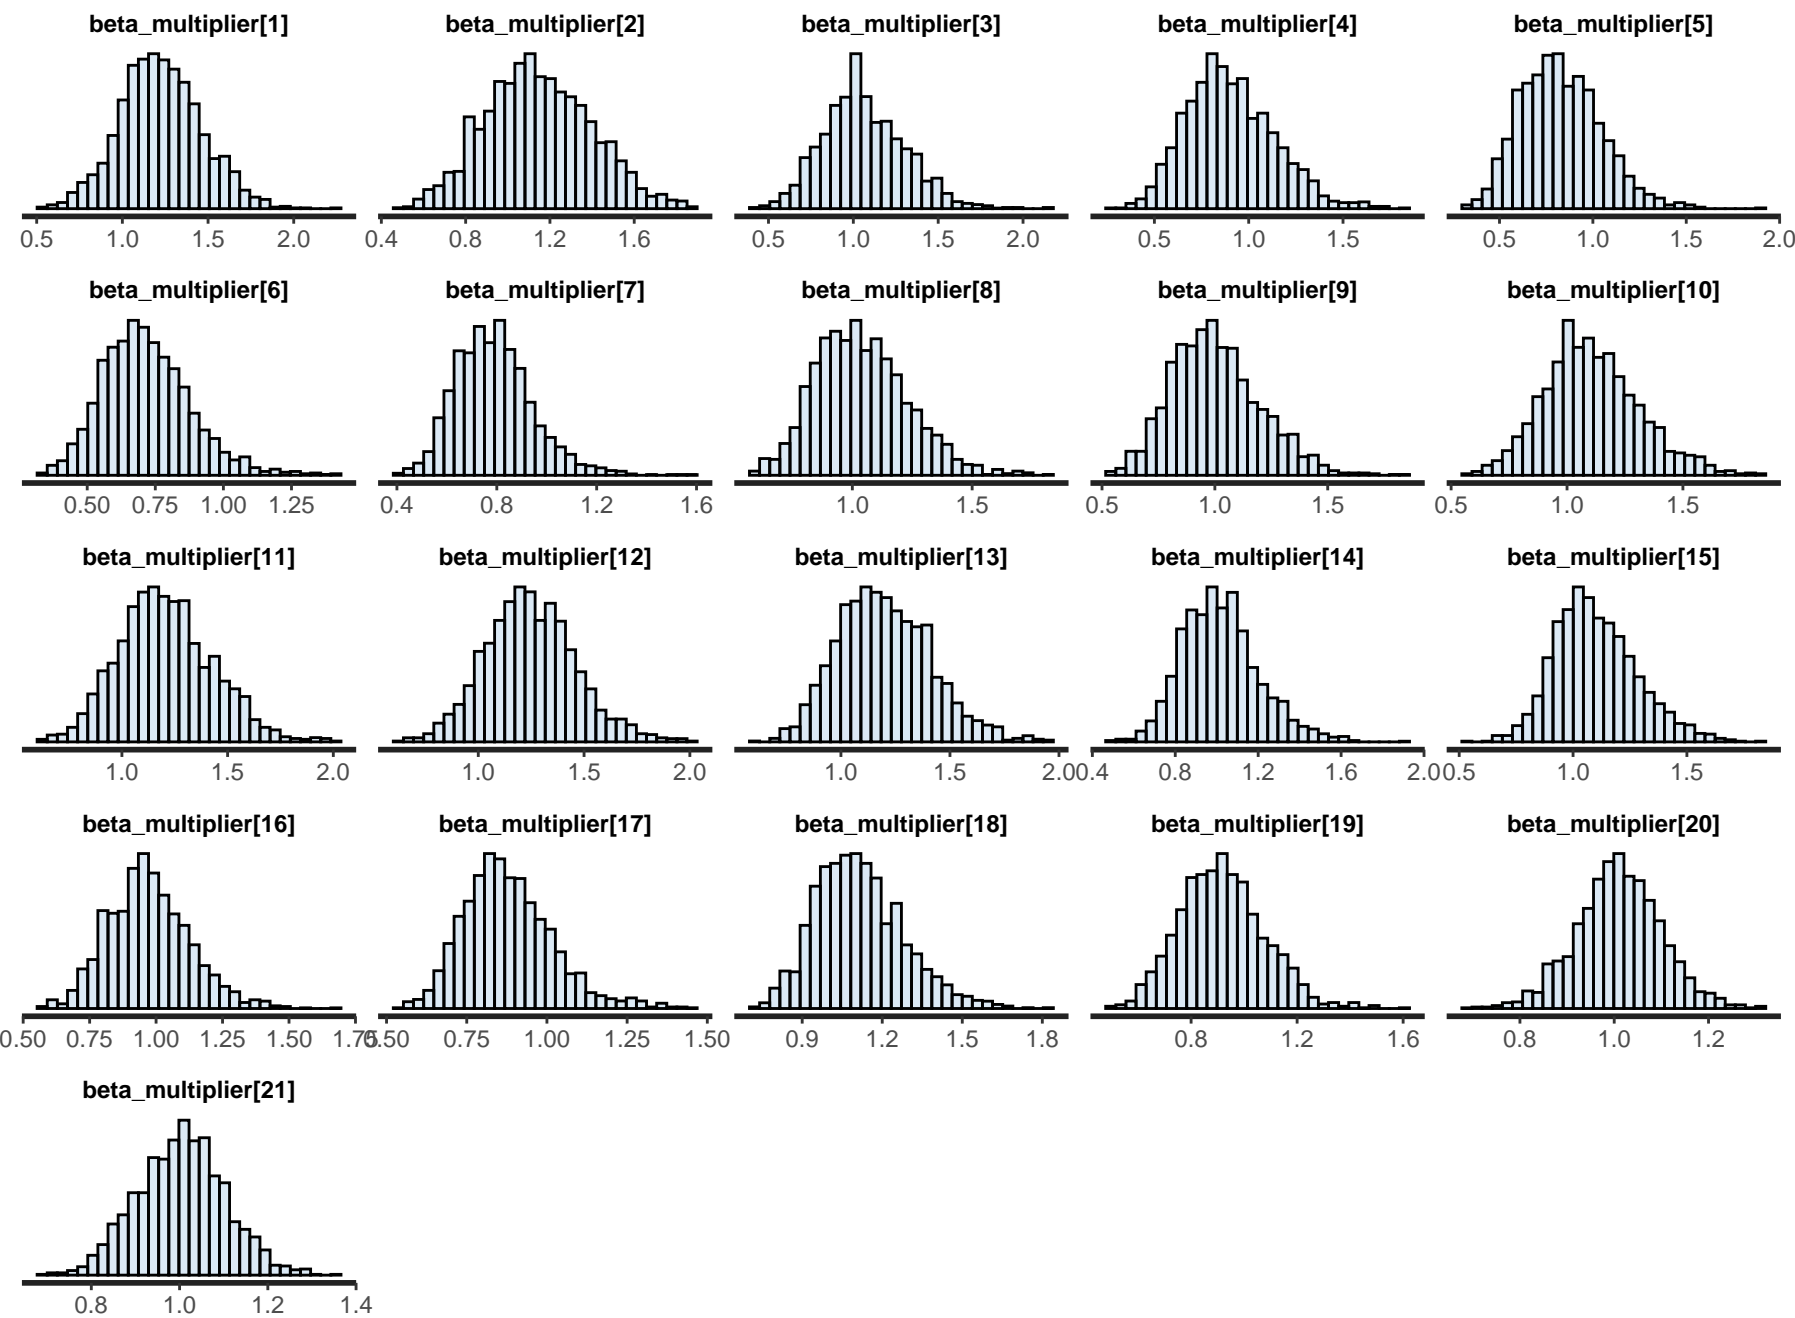 beta_multiplier[1] beta_multiplier[2] beta_multiplier[3] beta_multiplier[4] beta_multiplier[5]
0.5 1.0 1.5 2.0 0.4 0.8 1.2 1.6 0.5 1.0 1.5 2.0 0.5 1.0 1.5 0.5 1.0 1.5 2.0
beta_multiplier[6] beta_multiplier[7] beta_multiplier[8] beta_multiplier[9] beta_multiplier[10]
0.50 0.75 1.00 1.25 0.4 0.8 1.2 1.6 1.0 1.5 0.5 1.0 1.5 0.5 1.0 1.5
beta_multiplier[11] beta_multiplier[12] beta_multiplier[13] beta_multiplier[14] beta_multiplier[15]
1.0 1.5 2.0 1.0 1.5 2.0 1.0 1.5 2.0 0.4 0.8 1.2 1.6 2.0 0.5 1.0 1.5
beta_multiplier[16] beta_multiplier[17] beta_multiplier[18] beta_multiplier[19] beta_multiplier[20]
0.50 0.75 1.00 1.25 1.50 1.75 0.50 0.75 1.00 1.25 1.50 0.9 1.2 1.5 1.8 0.8 1.2 1.6 0.8 1.0 1.2
beta_multiplier[21]
0.8 1.0 1.2 1.4